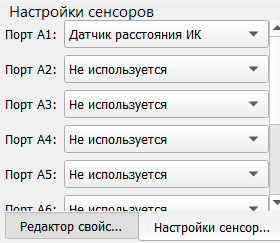 Настройки сенсоров
Порт A1: Датчик расстояния ИК
Порт A2: Не используется
Порт A3: Не используется
Порт A4: Не используется
Порт A5: Не используется
Порт A6: Не используется
Редактор свойс... Настройки сенсор...